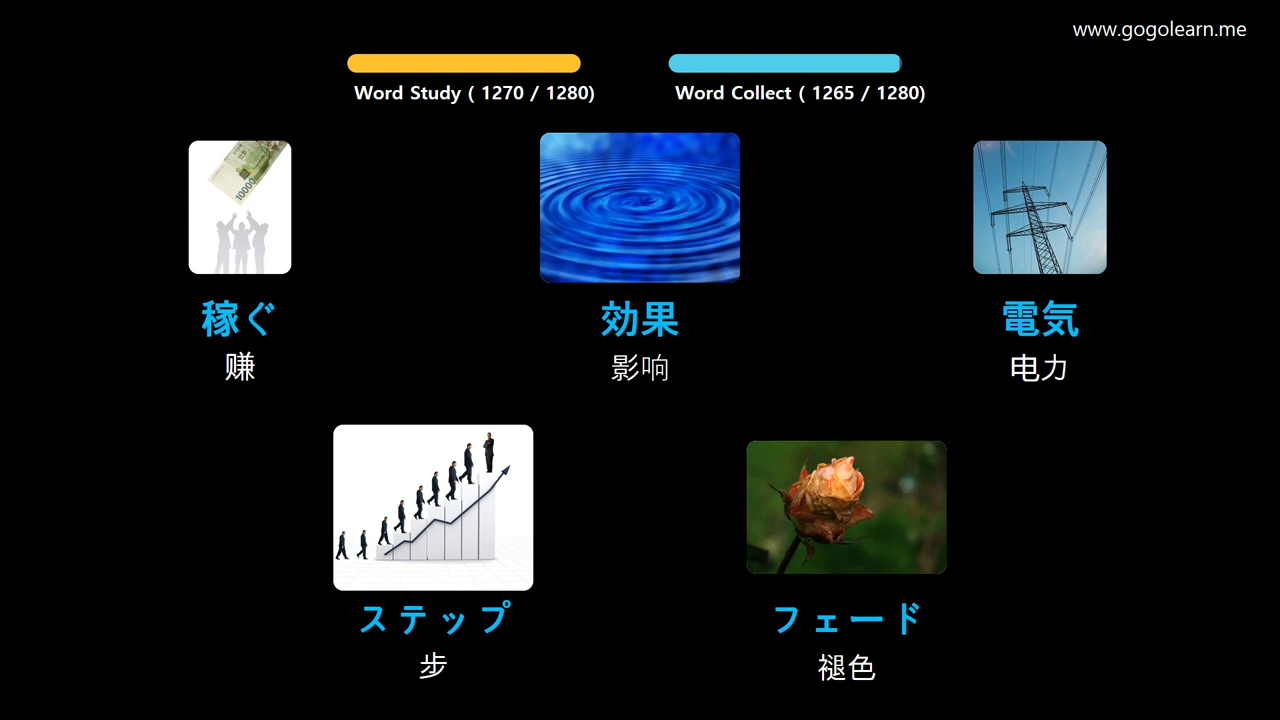 www.gogolearn.me
Word Study ( 1270 / 1280)
Word Collect ( 1265 / 1280)
10000
稼ぐ
赚
効果
影响
電気
电力
ステップ
步
フェード
褪色